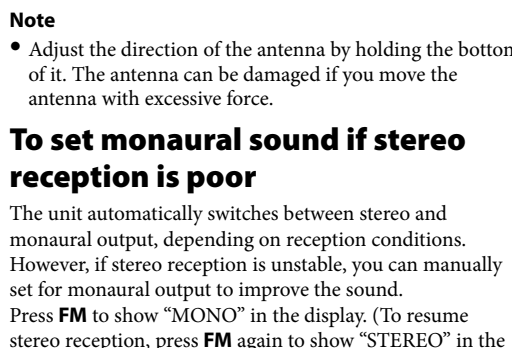 Note
• Adjust the direction of the antenna by holding the bottom
of it. The antenna can be damaged if you move the
antenna with excessive force.
To set monaural sound if stereo
reception is poor
The unit automatically switches between stereo and
monaural output, depending on reception conditions.
However, if stereo reception is unstable, you can manually
set for monaural output to improve the sound.
Press FM to show “MONO” in the display. (To resume
stereo reception, press FM again to show “STEREO” in the